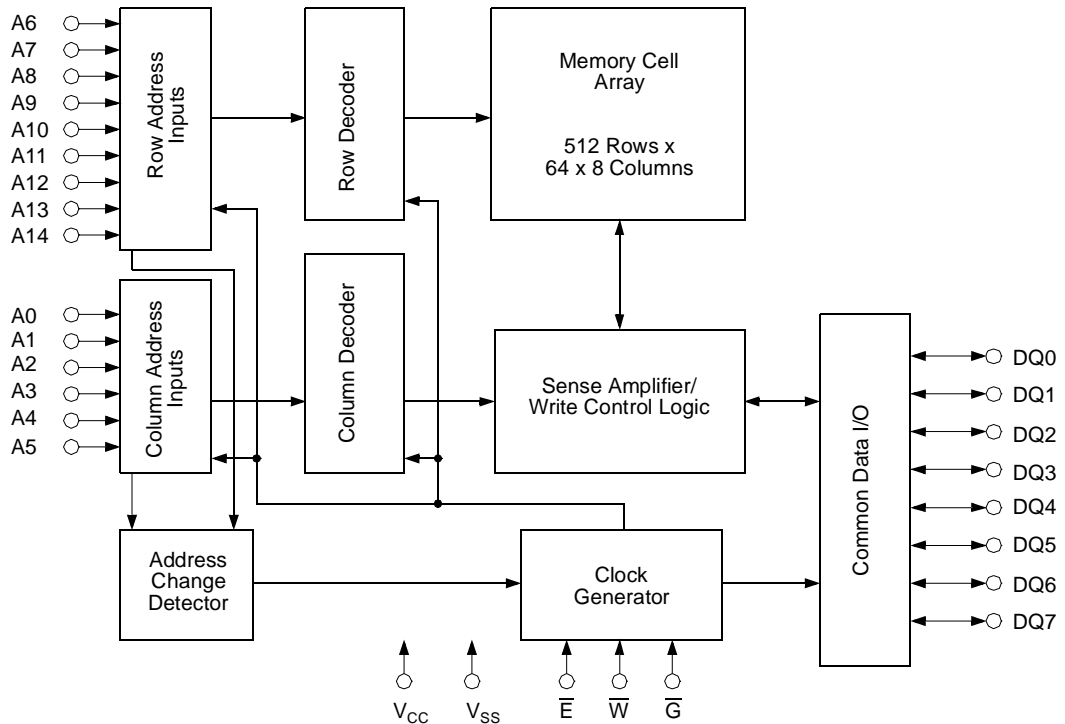 A6
A7
A8
A9
A10
A11
A12
A13
A14
Row Address
Inputs
Row Decoder
Memory Cell
Array
512 Rows x
64 x 8 Columns
A0
A1
A2
A3
A4
A5
Column Address
Inputs
Column Decoder
Sense Amplifier/
Write Control Logic
Common Data I/O
DQ0
DQ1
DQ2
DQ3
DQ4
DQ5
DQ6
DQ7
Address
Change
Detector
Clock
Generator
V_CC
V_SS
E̅
W̅
G̅